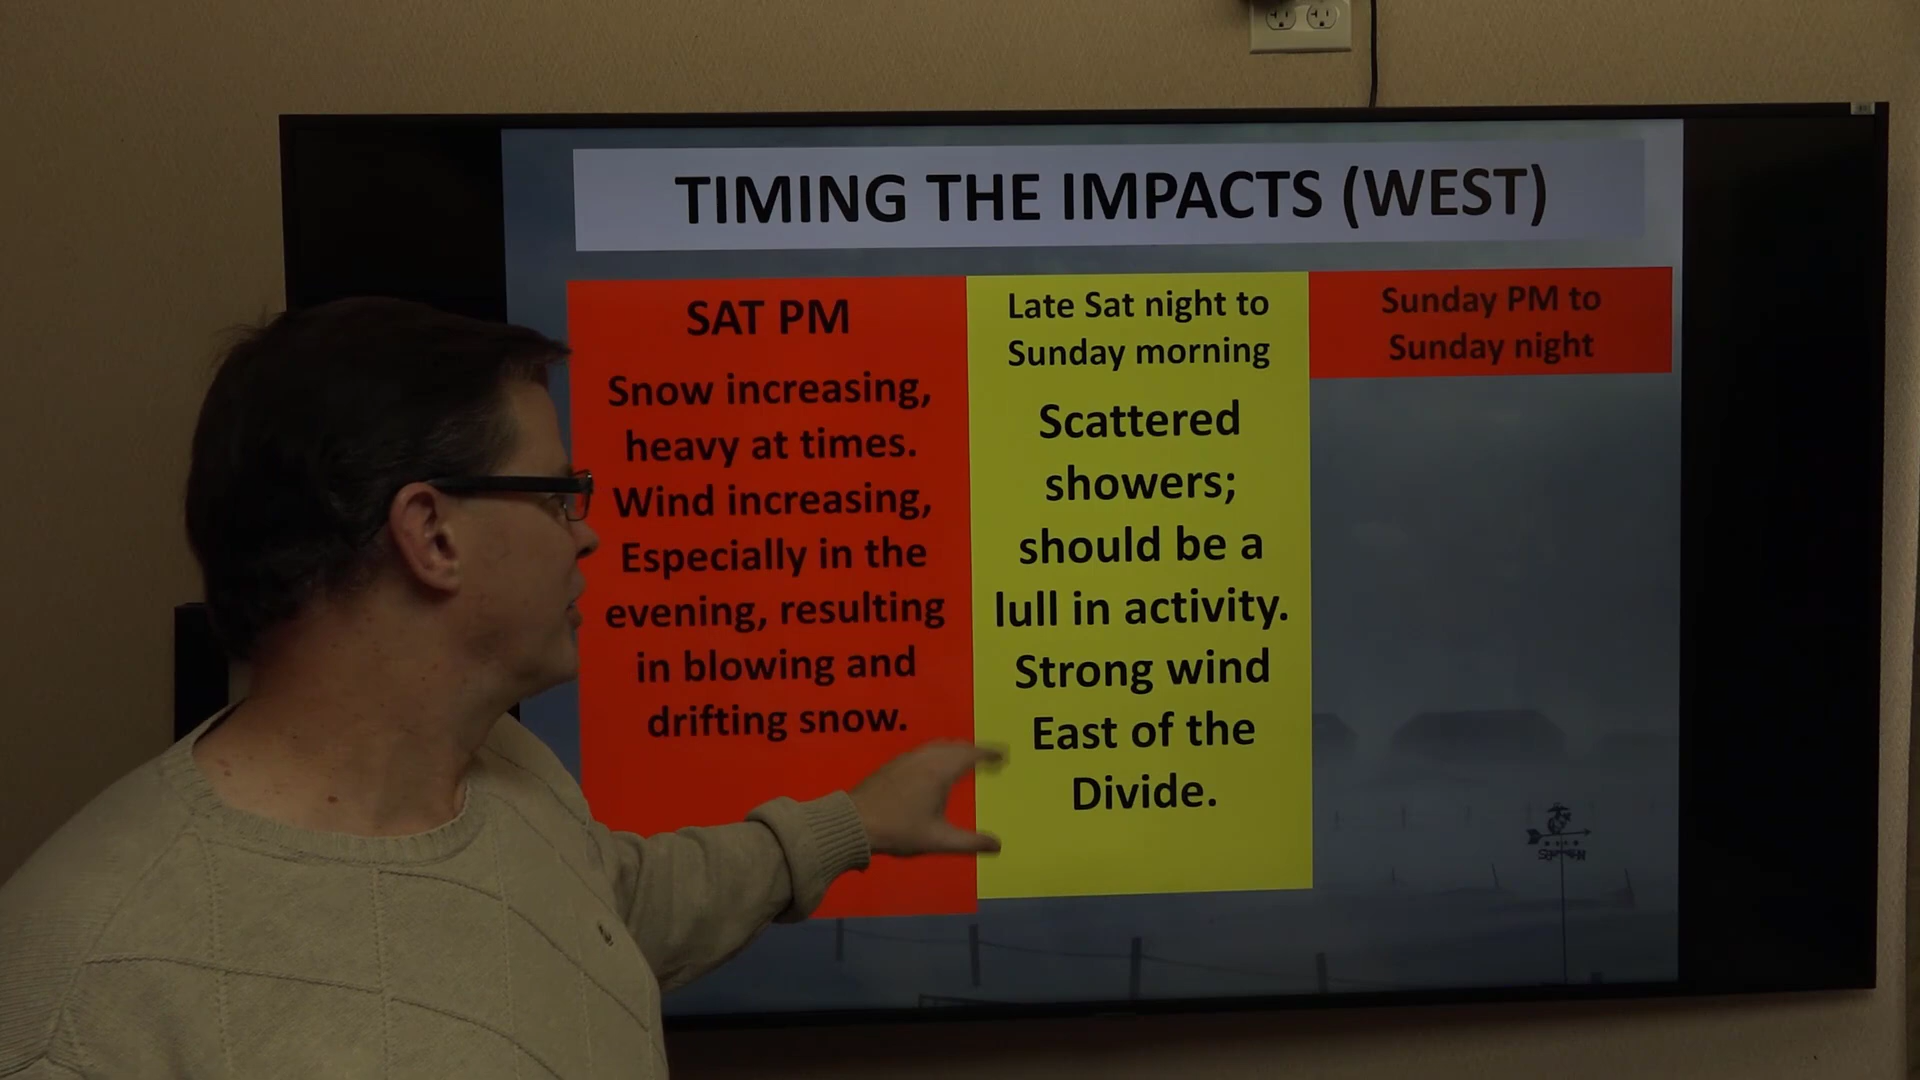 TIMING THE IMPACTS (WEST)
SAT PM
Snow increasing,
heavy at times.
Wind increasing,
Especially in the
evening, resulting
in blowing and
drifting snow.
Late Sat night to
Sunday morning
Scattered
showers;
should be a
lull in activity.
Strong wind
East of the
Divide.
Sunday PM to
Sunday night